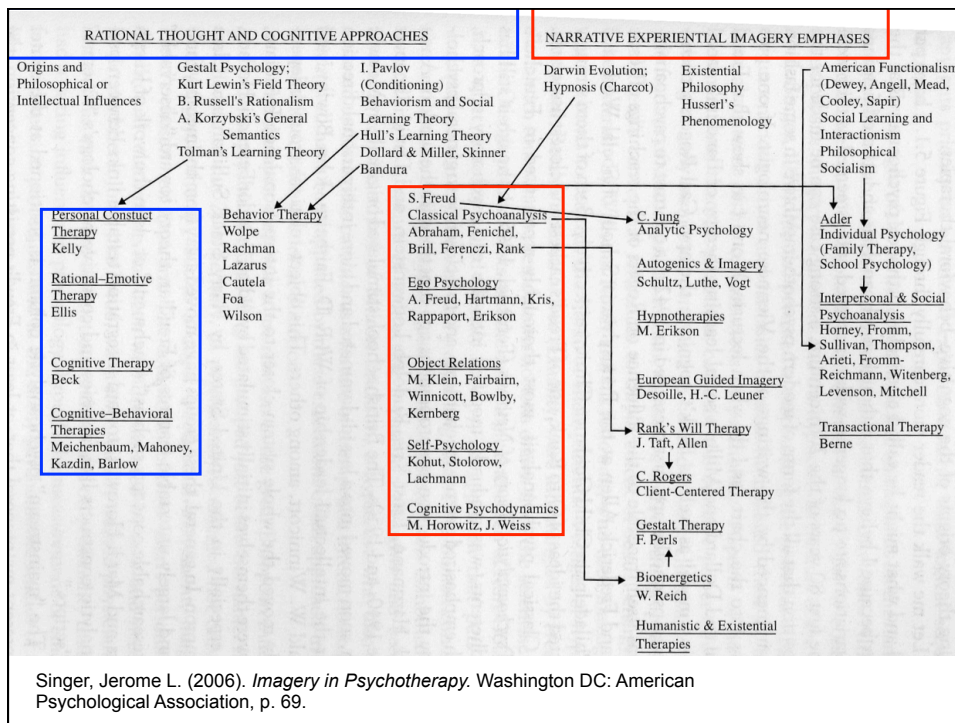 RATIONAL THOUGHT AND COGNITIVE APPROACHES
NARRATIVE EXPERIENTIAL IMAGERY EMPHASES
Origins and
Philosophical or
Intellectual Influences
Gestalt Psychology;
Kurt Lewin's Field Theory
B. Russell's Rationalism
A. Korzybski's General
Semantics
Tolman's Learning Theory
I. Pavlov
(Conditioning)
Behaviorism and Social
Learning Theory
Hull's Learning Theory
Dollard & Miller, Skinner
Bandura
Darwin Evolution;
Hypnosis (Charcot)
Existential
Philosophy
Husserl's
Phenomenology
American Functionalism
(Dewey, Angell, Mead,
Cooley, Sapir)
Social Learning and
Interactionism
Philosophical
Socialism
Personal Constuct
Therapy
Kelly
Rational–Emotive
Therapy
Ellis
Cognitive Therapy
Beck
Cognitive–Behavioral
Therapies
Meichenbaum, Mahoney,
Kazdin, Barlow
Behavior Therapy
Wolpe
Rachman
Lazarus
Cautela
Foa
Wilson
S. Freud
Classical Psychoanalysis
Abraham, Fenichel,
Brill, Ferenczi, Rank
Ego Psychology
A. Freud, Hartmann, Kris,
Rappaport, Erikson
Object Relations
M. Klein, Fairbairn,
Winnicott, Bowlby,
Kernberg
Self-Psychology
Kohut, Stolorow,
Lachmann
Cognitive Psychodynamics
M. Horowitz, J. Weiss
C. Jung
Analytic Psychology
Autogenics & Imagery
Schultz, Luthe, Vogt
Hypnotherapies
M. Erikson
European Guided Imagery
Desoille, H.-C. Leuner
Rank's Will Therapy
J. Taft, Allen
C. Rogers
Client-Centered Therapy
Gestalt Therapy
F. Perls
Bioenergetics
W. Reich
Humanistic & Existential
Therapies
Adler
Individual Psychology
(Family Therapy,
School Psychology)
Interpersonal & Social
Psychoanalysis
Horney, Fromm,
Sullivan, Thompson,
Arieti, Fromm-
Reichmann, Witenberg,
Levenson, Mitchell
Transactional Therapy
Berne
Singer, Jerome L. (2006). Imagery in Psychotherapy. Washington DC: American
Psychological Association, p. 69.